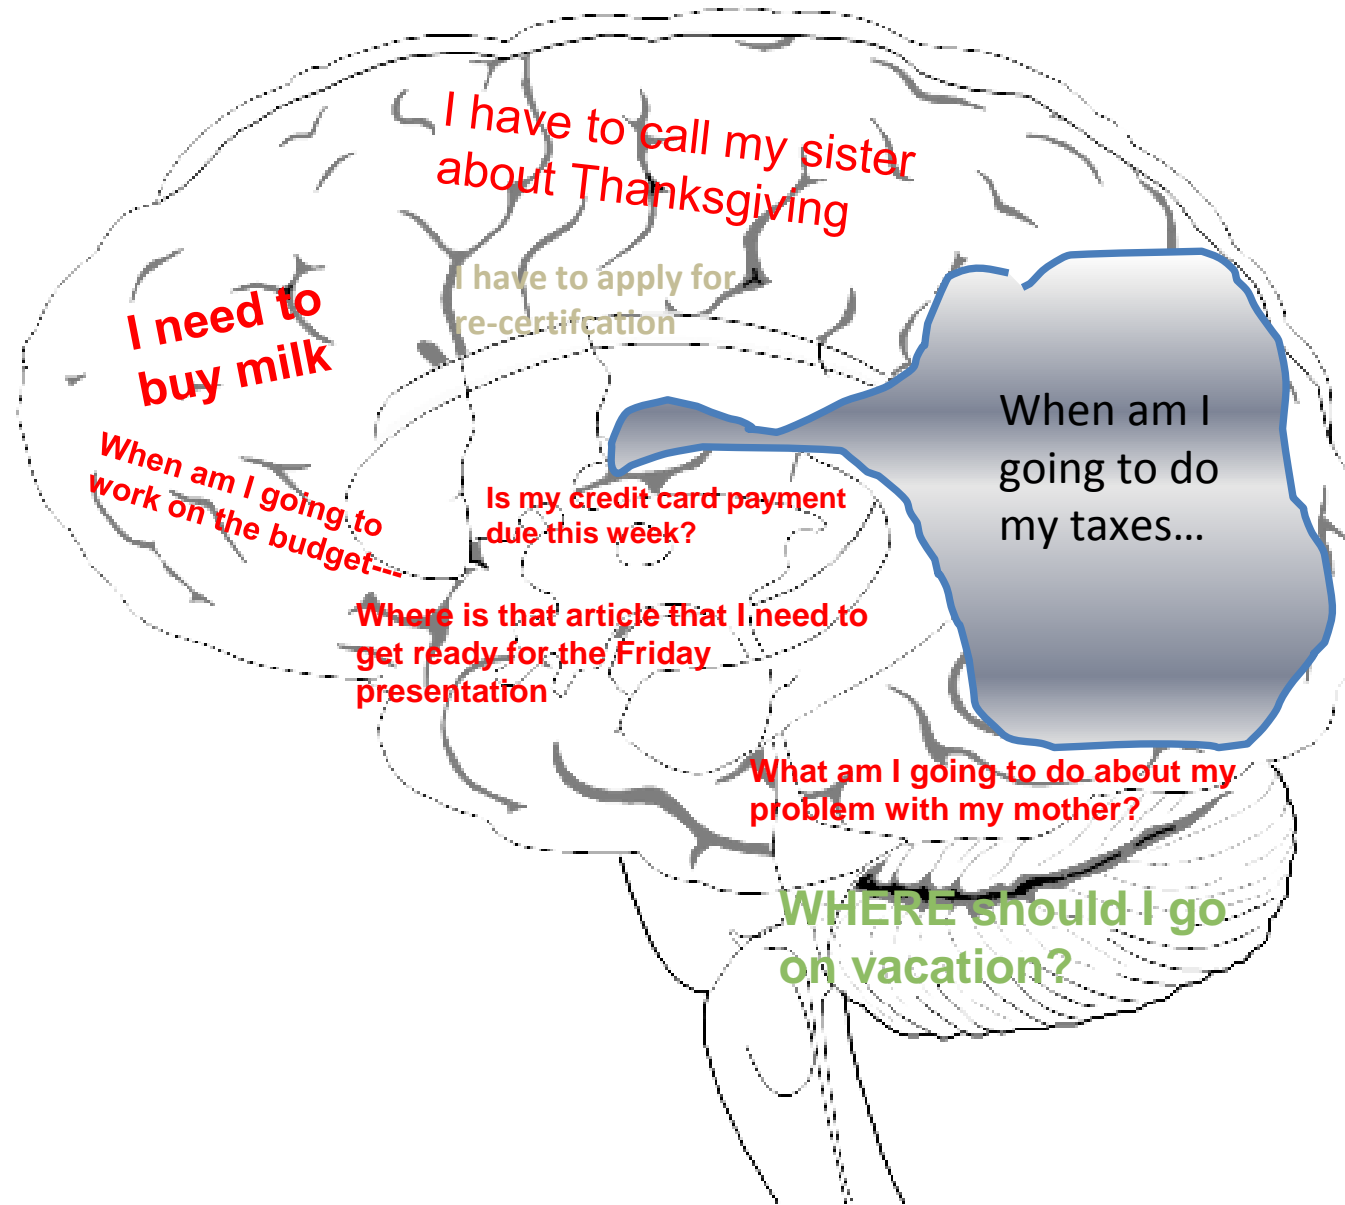 I have to call my sister
about Thanksgiving
I have to apply for
re-certifcation
I need to
buy milk
When am I
going to do
my taxes...
When am I going to
work on the budget---
Is my credit card payment
due this week?
Where is that article that I need to
get ready for the Friday
presentation
What am I going to do about my
problem with my mother?
WHERE should I go
on vacation?